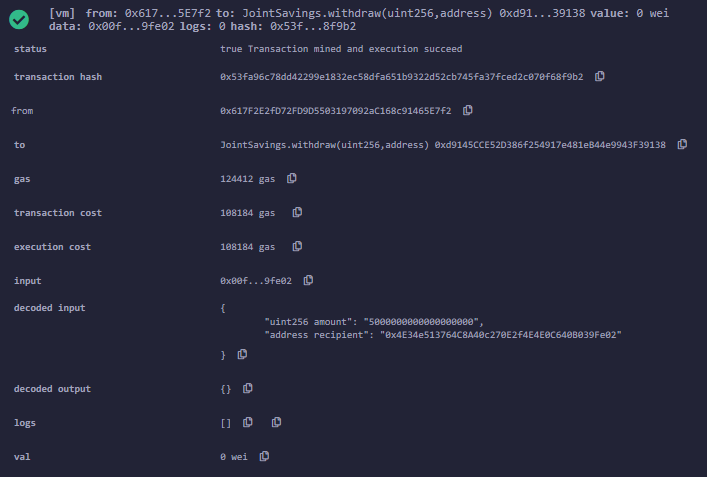 [vm] from: 0x617...5E7f2 to: JointSavings.withdraw(uint256,address) 0xd91...39138 value: 0 wei
data: 0x00f...9fe02 logs: 0 hash: 0x53f...8f9b2
status true Transaction mined and execution succeed
transaction hash 0x53fa96c78dd42299e1832ec58dfa651b9322d52cb745fa37fced2c070f68f9b2
from 0x617F2E2fD72FD9D5503197092aC168c91465E7f2
to JointSavings.withdraw(uint256,address) 0xd9145CCE52D386f254917e481eB44e9943F39138
gas 124412 gas
transaction cost 108184 gas
execution cost 108184 gas
input 0x00f...9fe02
decoded input {
"uint256 amount": "5000000000000000000",
"address recipient": "0x4E34e513764C8A40c270E2f4E4E0C640B039Fe02"
}
decoded output {}
logs []
val 0 wei